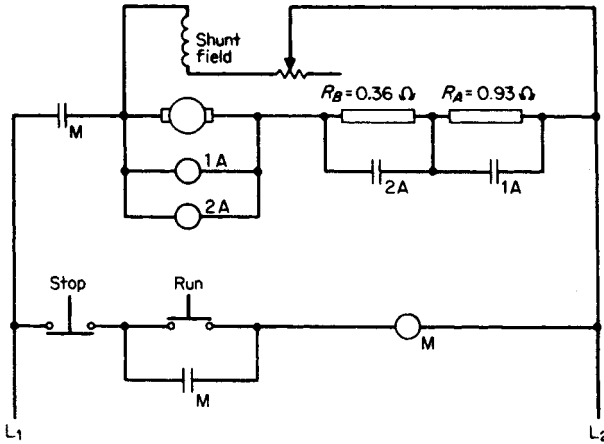 Shunt
field
R_B=0.36 Ω
R_A=0.93 Ω
M
1A
2A
2A
1A
Stop
Run
M
M
L₁
L₂